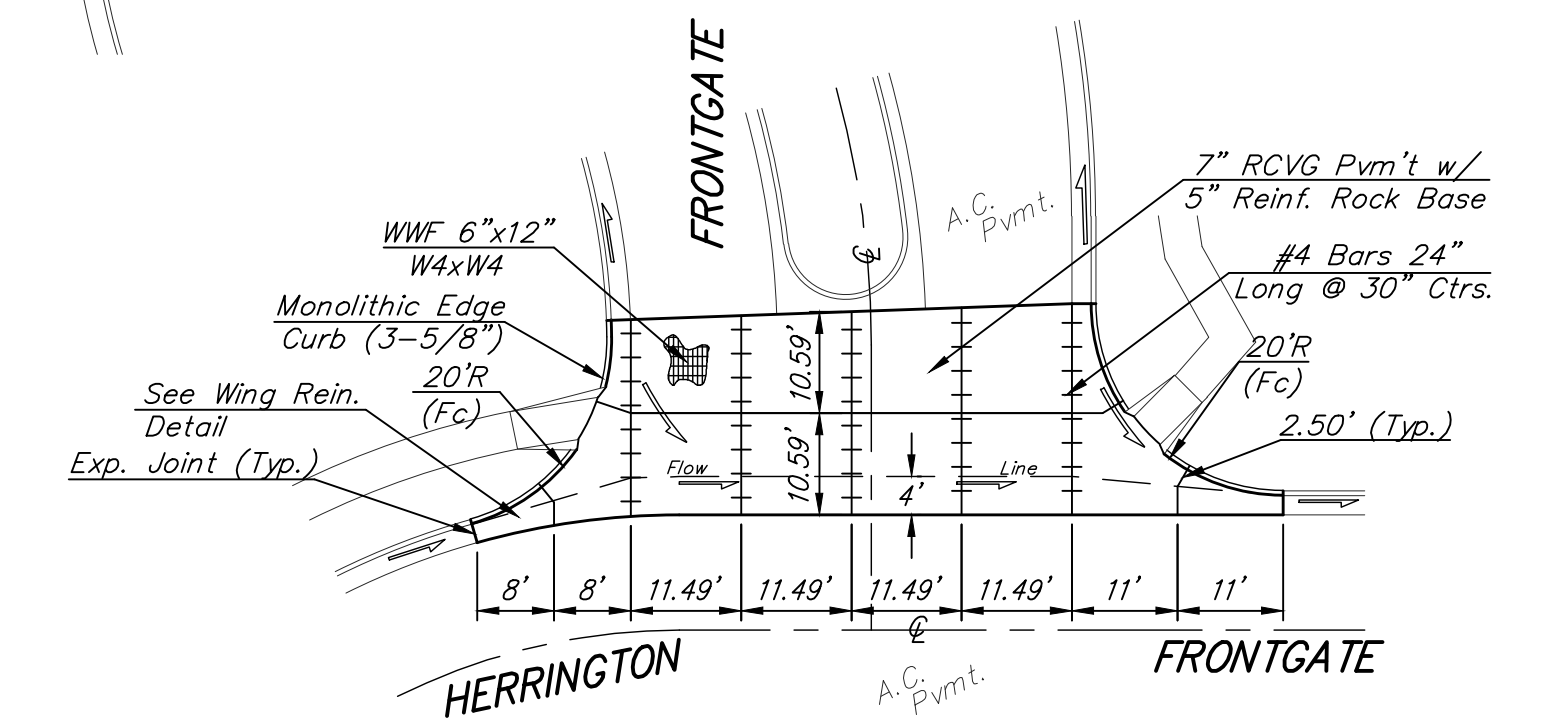 FRONTGATE
7" RCVG Pvm't w/
5" Reinf. Rock Base
A.C.
Pvmt.
WWF 6"x12"
W4xW4
℄
#4 Bars 24"
Long @ 30" Ctrs.
Monolithic Edge
Curb (3-5/8")
10.59'
20'R
(Fc)
20'R
(Fc)
See Wing Rein.
Detail
2.50' (Typ.)
Exp. Joint (Typ.)
10.59'
Flow
Line
4'
8'
8'
11.49'
11.49'
11.49'
11.49'
11'
11'
℄
HERRINGTON
FRONTGATE
A.C.
Pvmt.